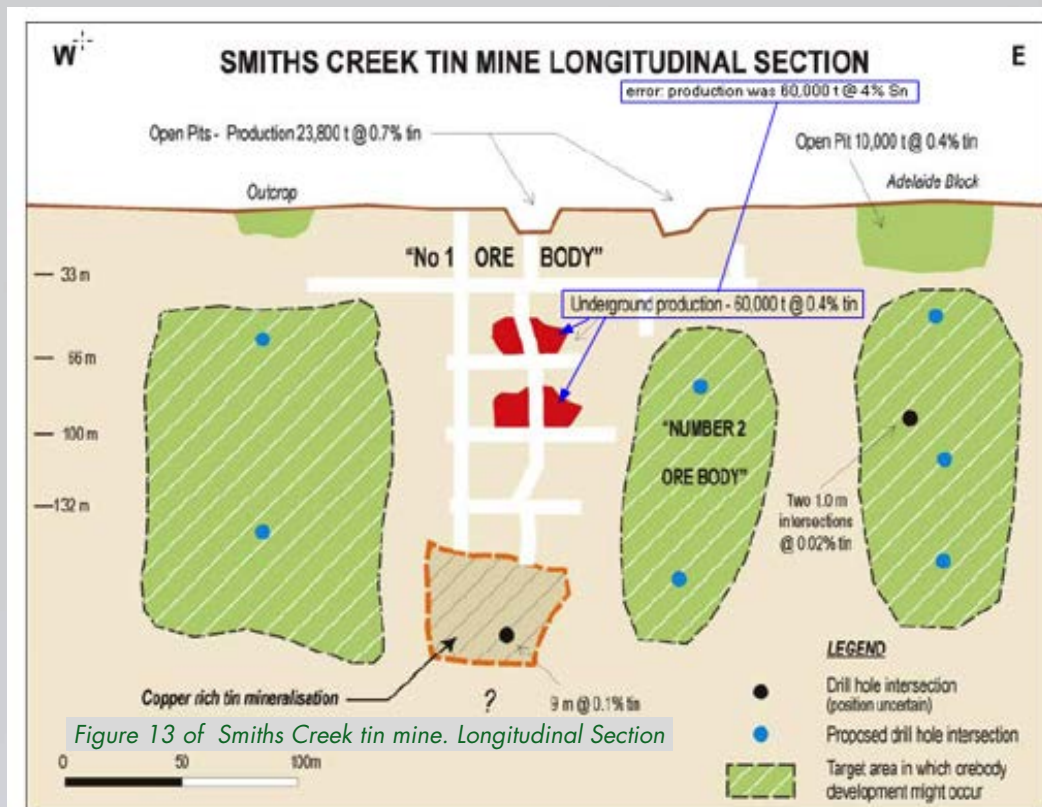 W
E
SMITHS CREEK TIN MINE LONGITUDINAL SECTION
error: production was 60,000 t @ 4% Sn
Open Pits - Production 23,800 t @ 0.7% tin
Open Pit 10,000 t @ 0.4% tin
Outcrop
Adelaide Block
"No 1 ORE BODY"
33 m
Underground production - 60,000 t @ 0.4% tin
66 m
100 m
132 m
"NUMBER 2
ORE BODY"
Two 1.0 m
intersections
@ 0.02% tin
Copper rich tin mineralisation
?
9 m @ 0.1% tin
LEGEND
Drill hole intersection
(position uncertain)
Proposed drill hole intersection
Target area in which orebody
development might occur
Figure 13 of Smiths Creek tin mine. Longitudinal Section
0
50
100m